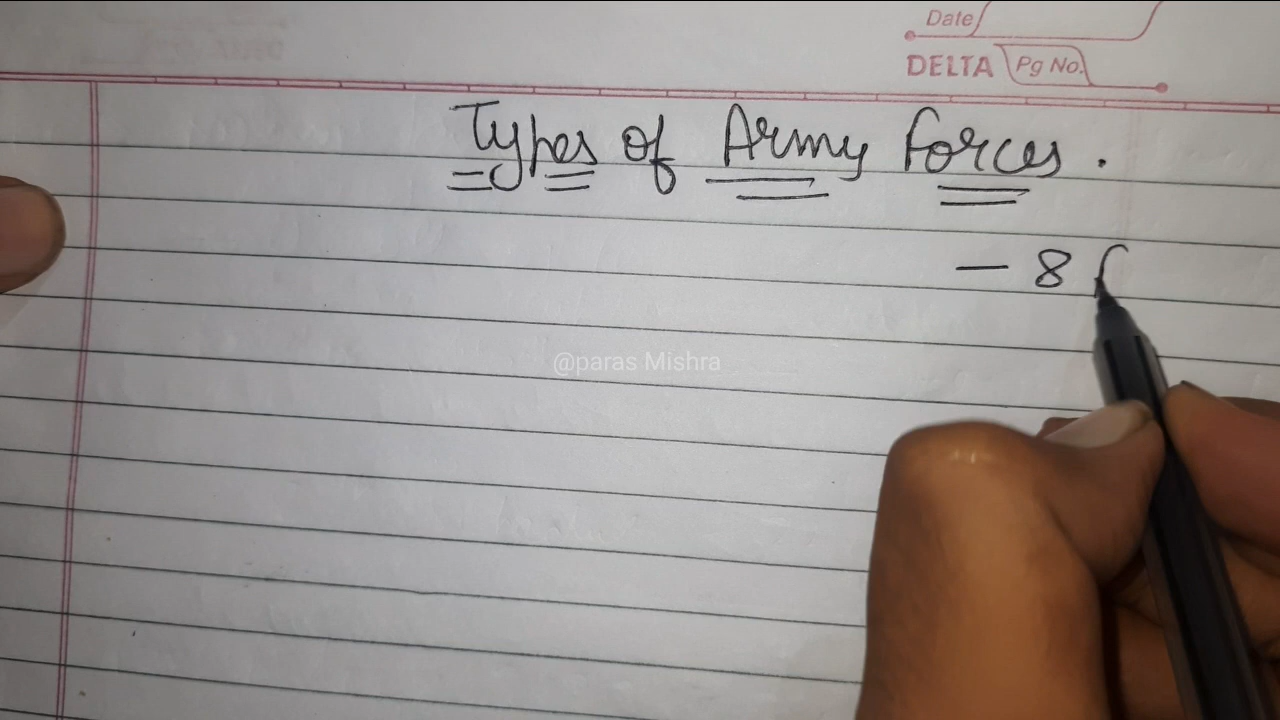 Date
DELTA Pg No.
Types of Army forces.
- 8
@paras Mishra